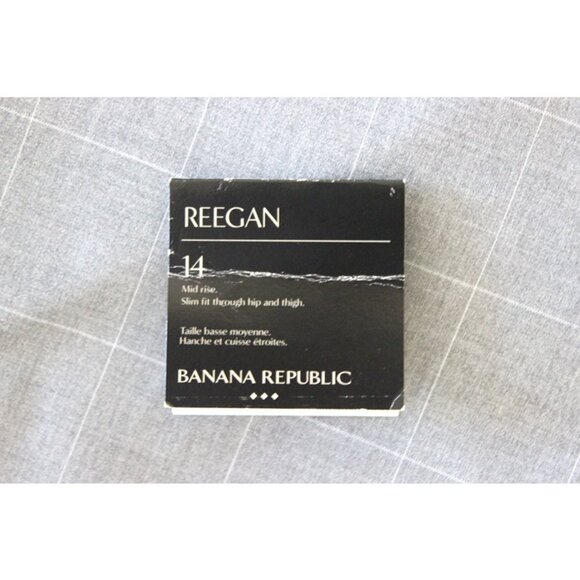 REEGAN
14
Mid rise.
Slim fit through hip and thigh.
Taille basse moyenne.
Hanche et cuisse étroites.
BANANA REPUBLIC